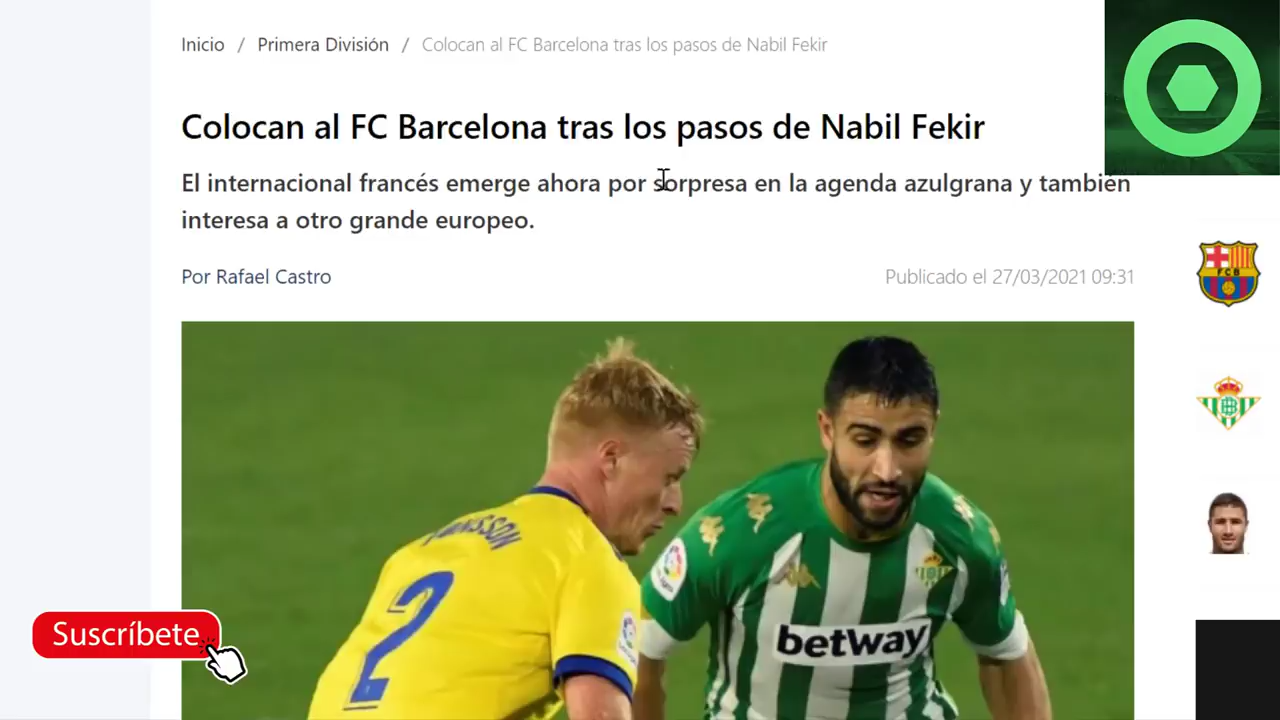 Inicio / Primera División / Colocan al FC Barcelona tras los pasos de Nabil Fekir
Colocan al FC Barcelona tras los pasos de Nabil Fekir
El internacional francés emerge ahora por sorpresa en la agenda azulgrana y también
interesa a otro grande europeo.
Por Rafael Castro
Publicado el 27/03/2021 09:31
FCB
2
betway
Suscríbete